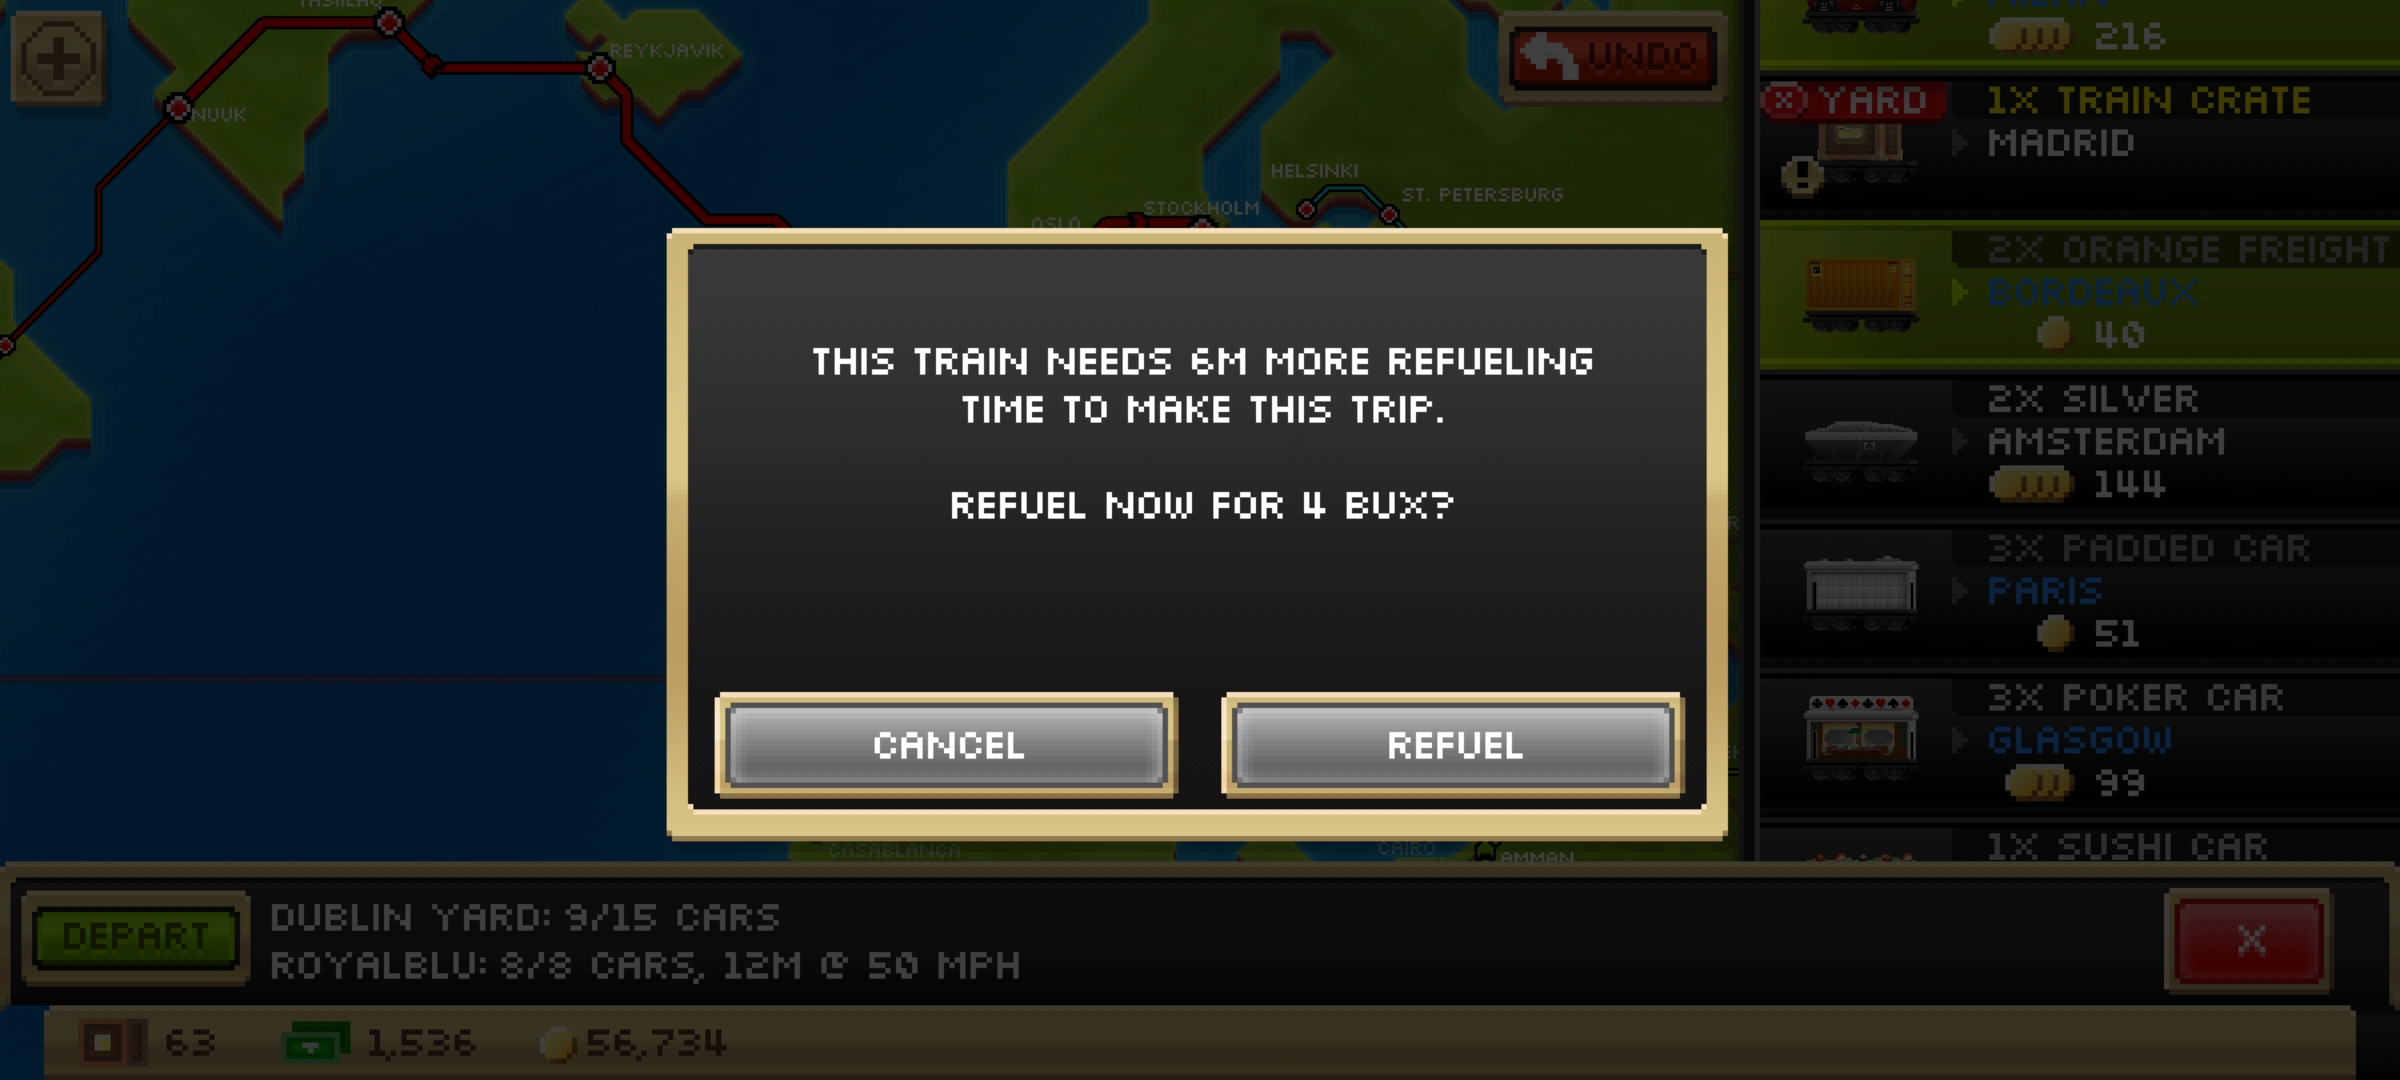 REYKJAVIK
NUUK
HELSINKI
ST. PETERSBURG
STOCKHOLM
OSLO
UNDO
216
YARD
1X TRAIN CRATE
MADRID
2X ORANGE FREIGHT
BORDEAUX
40
2X SILVER
AMSTERDAM
144
3X PADDED CAR
PARIS
51
3X POKER CAR
GLASGOW
99
1X SUSHI CAR
THIS TRAIN NEEDS 6M MORE REFUELING
TIME TO MAKE THIS TRIP.
REFUEL NOW FOR 4 BUX?
CANCEL
REFUEL
CASABLANCA
CAIRO
AMMAN
DEPART
DUBLIN YARD: 9/15 CARS
ROYALBLU: 8/8 CARS, 12M @ 50 MPH
X
63
1,536
56,734